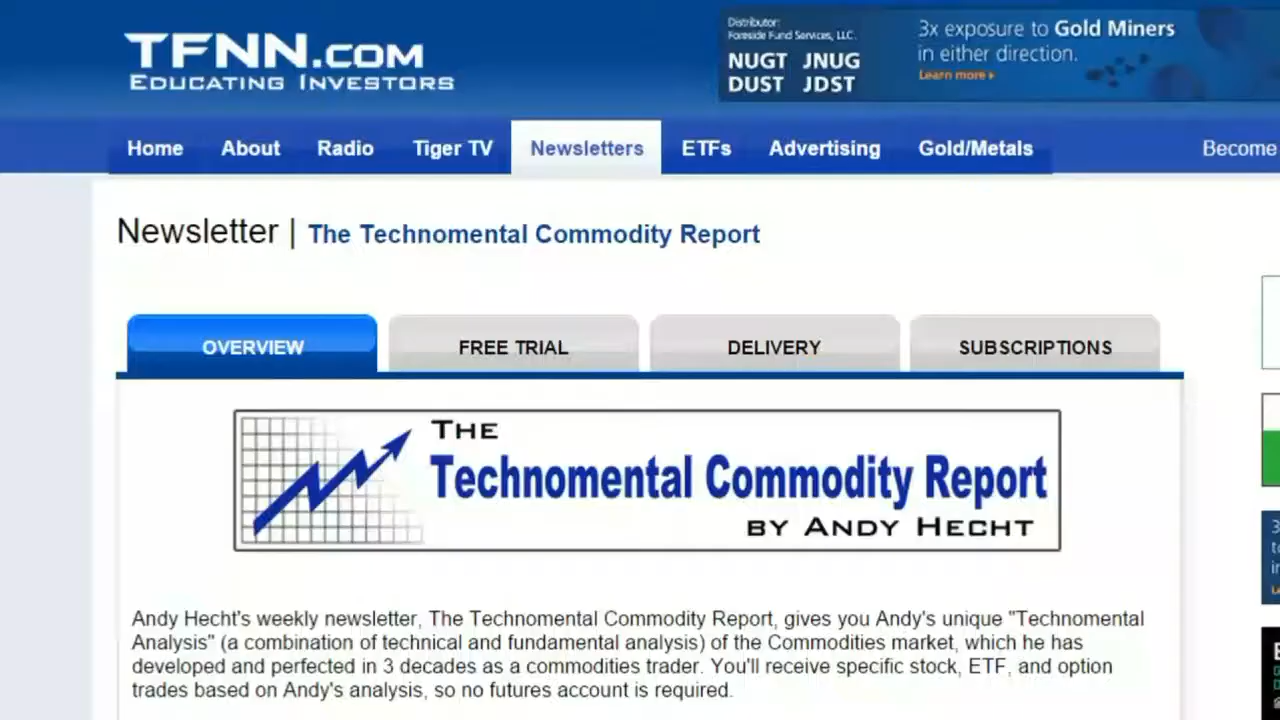 TFNN.COM
EDUCATING INVESTORS
Distributor:
Foreside Fund Services, LLC.
NUGT JNUG
DUST JDST
3x exposure to Gold Miners
in either direction.
Learn more
Home About Radio Tiger TV Newsletters ETFs Advertising Gold/Metals Become
Newsletter | The Technomental Commodity Report
OVERVIEW FREE TRIAL DELIVERY SUBSCRIPTIONS
THE
Technomental Commodity Report
BY ANDY HECHT
Andy Hecht's weekly newsletter, The Technomental Commodity Report, gives you Andy's unique "Technomental
Analysis" (a combination of technical and fundamental analysis) of the Commodities market, which he has
developed and perfected in 3 decades as a commodities trader. You'll receive specific stock, ETF, and option
trades based on Andy's analysis, so no futures account is required.